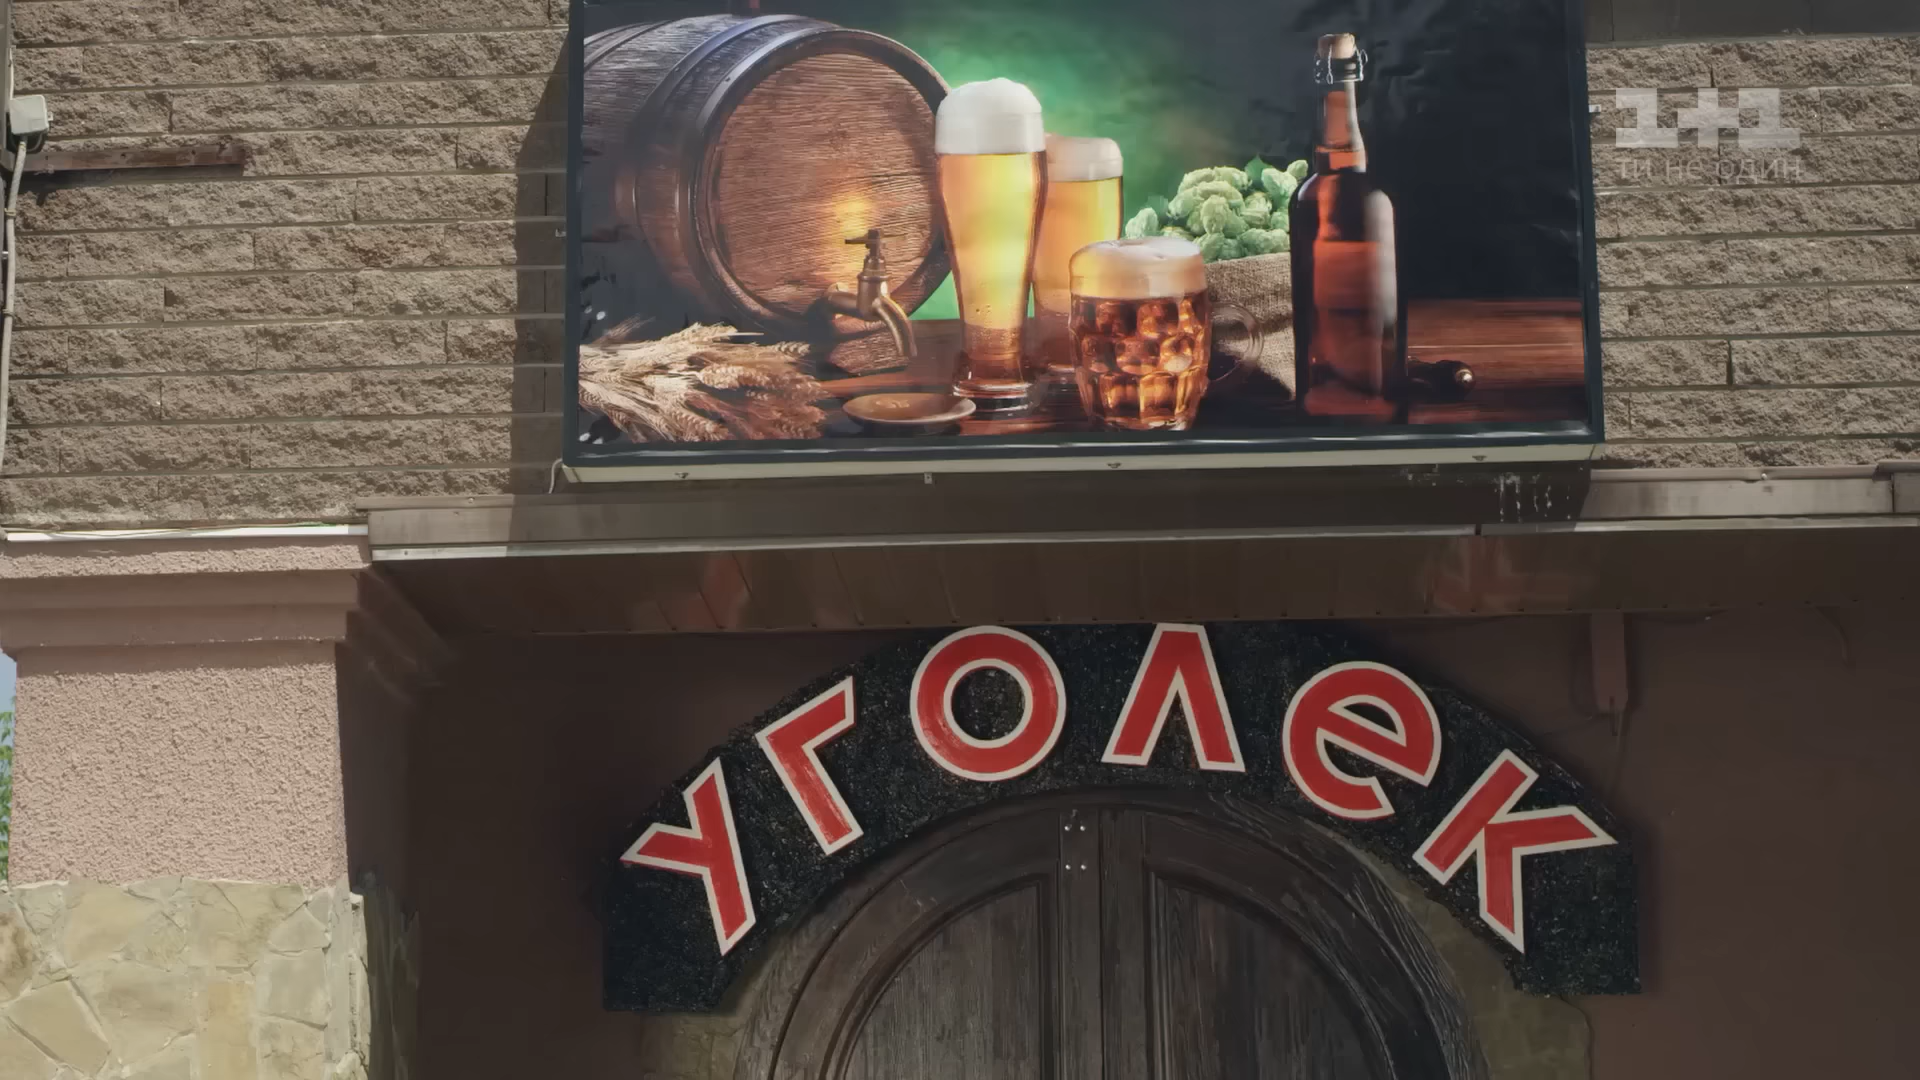 1+1
ти не один
уголек